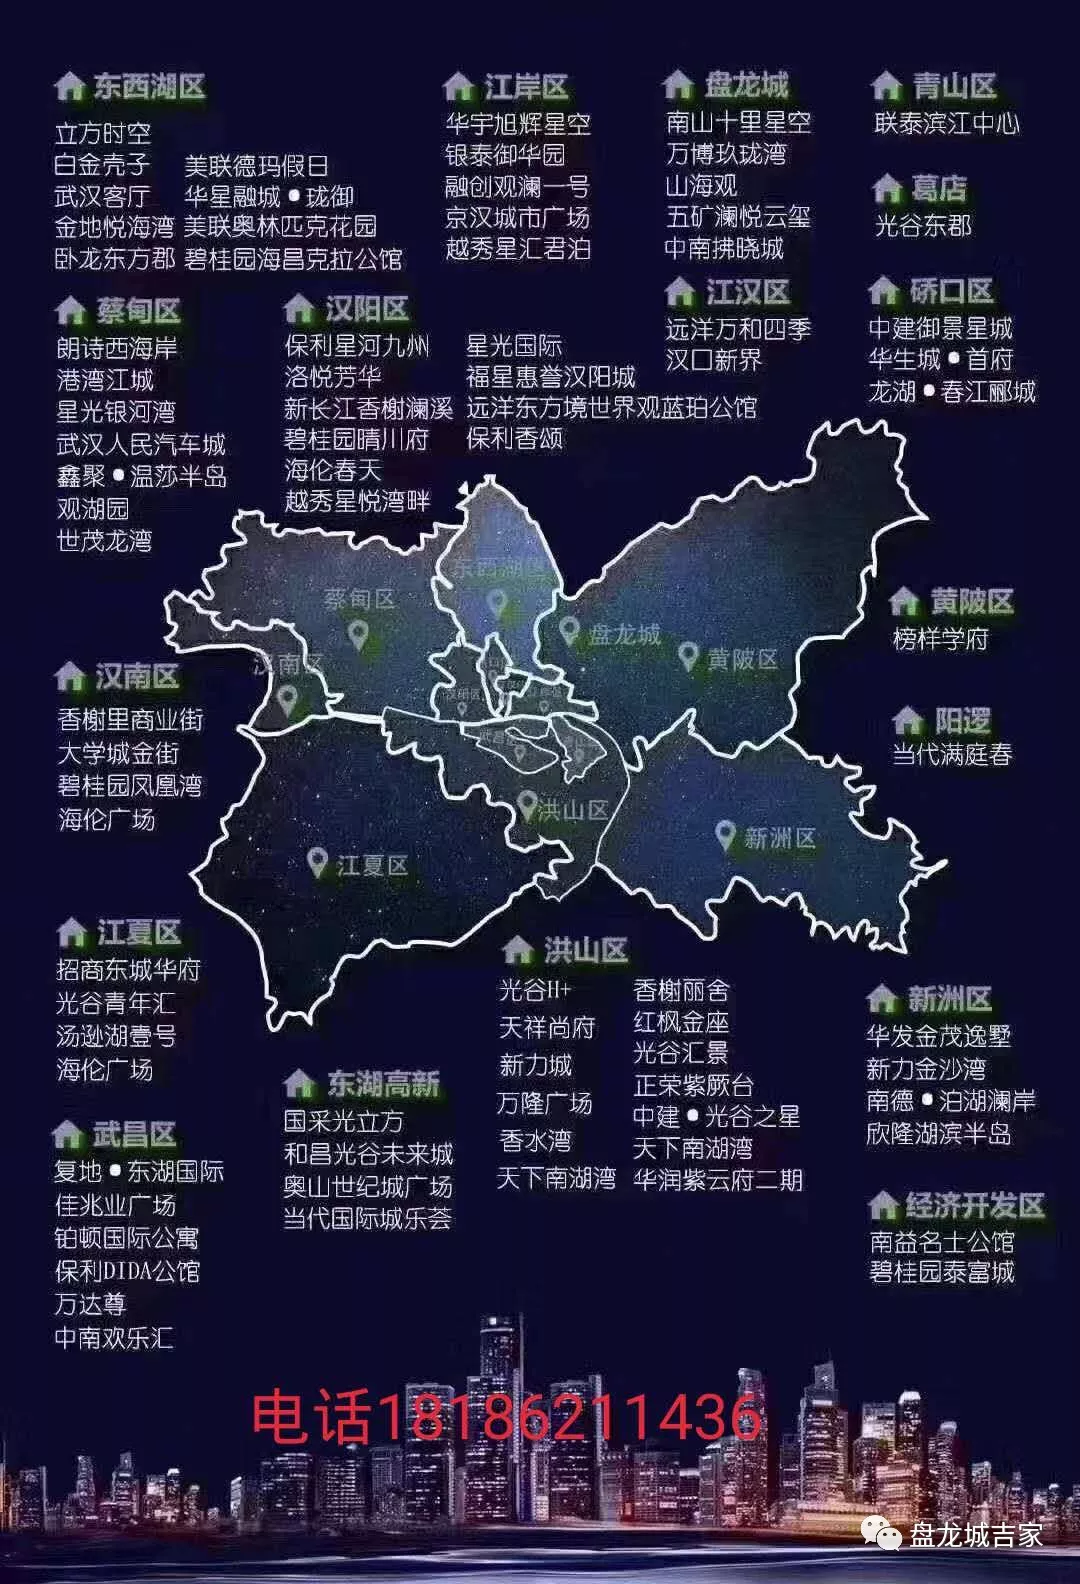 东西湖区
立方时空
白金壳子
武汉客厅
金地悦海湾
卧龙东方郡
美联德玛假日
华星融城•珑御
美联奥林匹克花园
碧桂园海昌克拉公馆
江岸区
华宇旭辉星空
银泰御华园
融创观澜一号
京汉城市广场
越秀星汇君泊
盘龙城
南山十里星空
万博玖珑湾
山海观
五矿澜悦云玺
中南拂晓城
青山区
联泰滨江中心
葛店
光谷东郡
蔡甸区
朗诗西海岸
港湾江城
星光银河湾
武汉人民汽车城
鑫聚•温莎半岛
观湖园
世茂龙湾
汉阳区
保利星河九州
洛悦芳华
新长江香榭澜溪
碧桂园晴川府
海伦春天
越秀星悦湾畔
星光国际
福星惠誉汉阳城
远洋东方境世界观蓝珀公馆
保利香颂
江汉区
远洋万和四季
汉口新界
硚口区
中建御景星城
华生城•首府
龙湖•春江郦城
东西湖区
蔡甸区
盘龙城
黄陂区
汉南区
汉阳区
武昌区
洪山区
江夏区
新洲区
黄陂区
榜样学府
汉南区
香榭里商业街
大学城金街
碧桂园凤凰湾
海伦广场
阳逻
当代满庭春
江夏区
招商东城华府
光谷青年汇
汤逊湖壹号
海伦广场
洪山区
光谷H+
天祥尚府
新力城
万隆广场
香水湾
天下南湖湾
香榭丽舍
红枫金座
光谷汇景
正荣紫厥台
中建•光谷之星
天下南湖湾
华润紫云府二期
新洲区
华发金茂逸墅
新力金沙湾
南德•泊湖澜岸
欣隆湖滨半岛
东湖高新
国采光立方
和昌光谷未来城
奥山世纪城广场
当代国际城乐荟
武昌区
复地•东湖国际
佳兆业广场
铂顿国际公寓
保利DIDA公馆
万达尊
中南欢乐汇
经济开发区
南益名士公馆
碧桂园泰富城
电话18186211436
盘龙城吉家